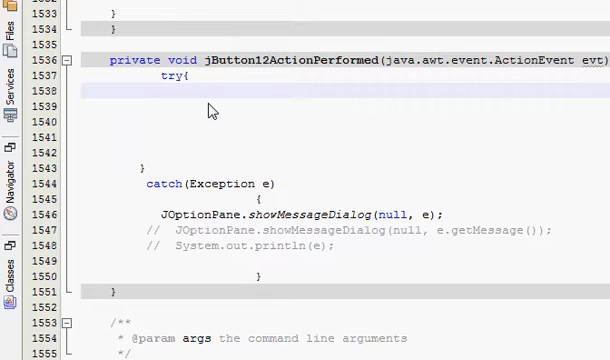 Files
Services
Navigator
Classes
1533 }
1534 }
1535
1536 private void jButton12ActionPerformed(java.awt.event.ActionEvent evt)
1537 try{
1538
1539
1540
1541
1542
1543 }
1544 catch(Exception e)
1545 {
1546 JOptionPane.showMessageDialog(null, e);
1547 // JOptionPane.showMessageDialog(null, e.getMessage());
1548 // System.out.println(e);
1549
1550 }
1551 }
1552
1553 /**
1554 * @param args the command line arguments
1555 */